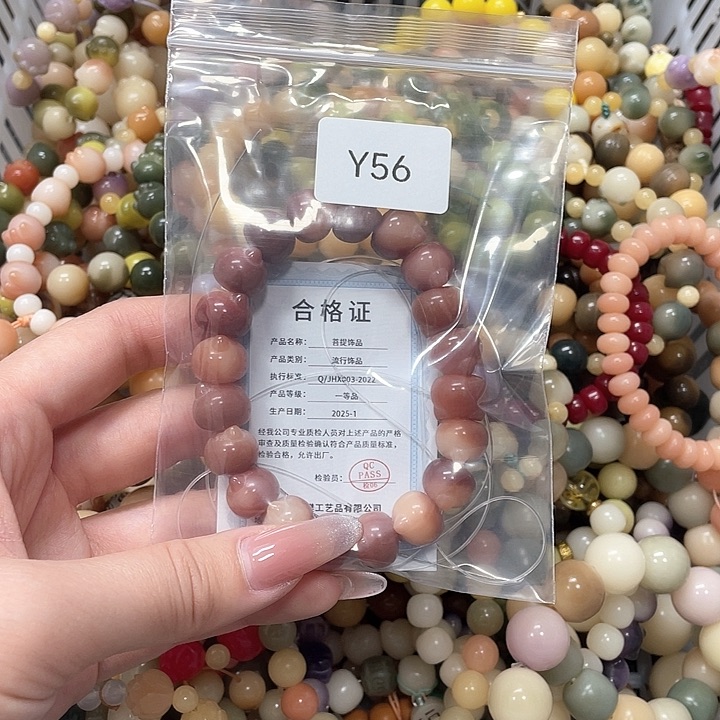 Y56
合格证
产品名称：菩提饰品
产品类别：流行饰品
执行标准：Q/JHX003-2022
产品等级：一等品
生产日期：2025-1
经我公司专业质检人员对上述产品的严格
审查及质量检验确认符合产品质量标准，
检验合格，允许出厂。
检验员：
QC
PASS
检06
工艺品有限公司